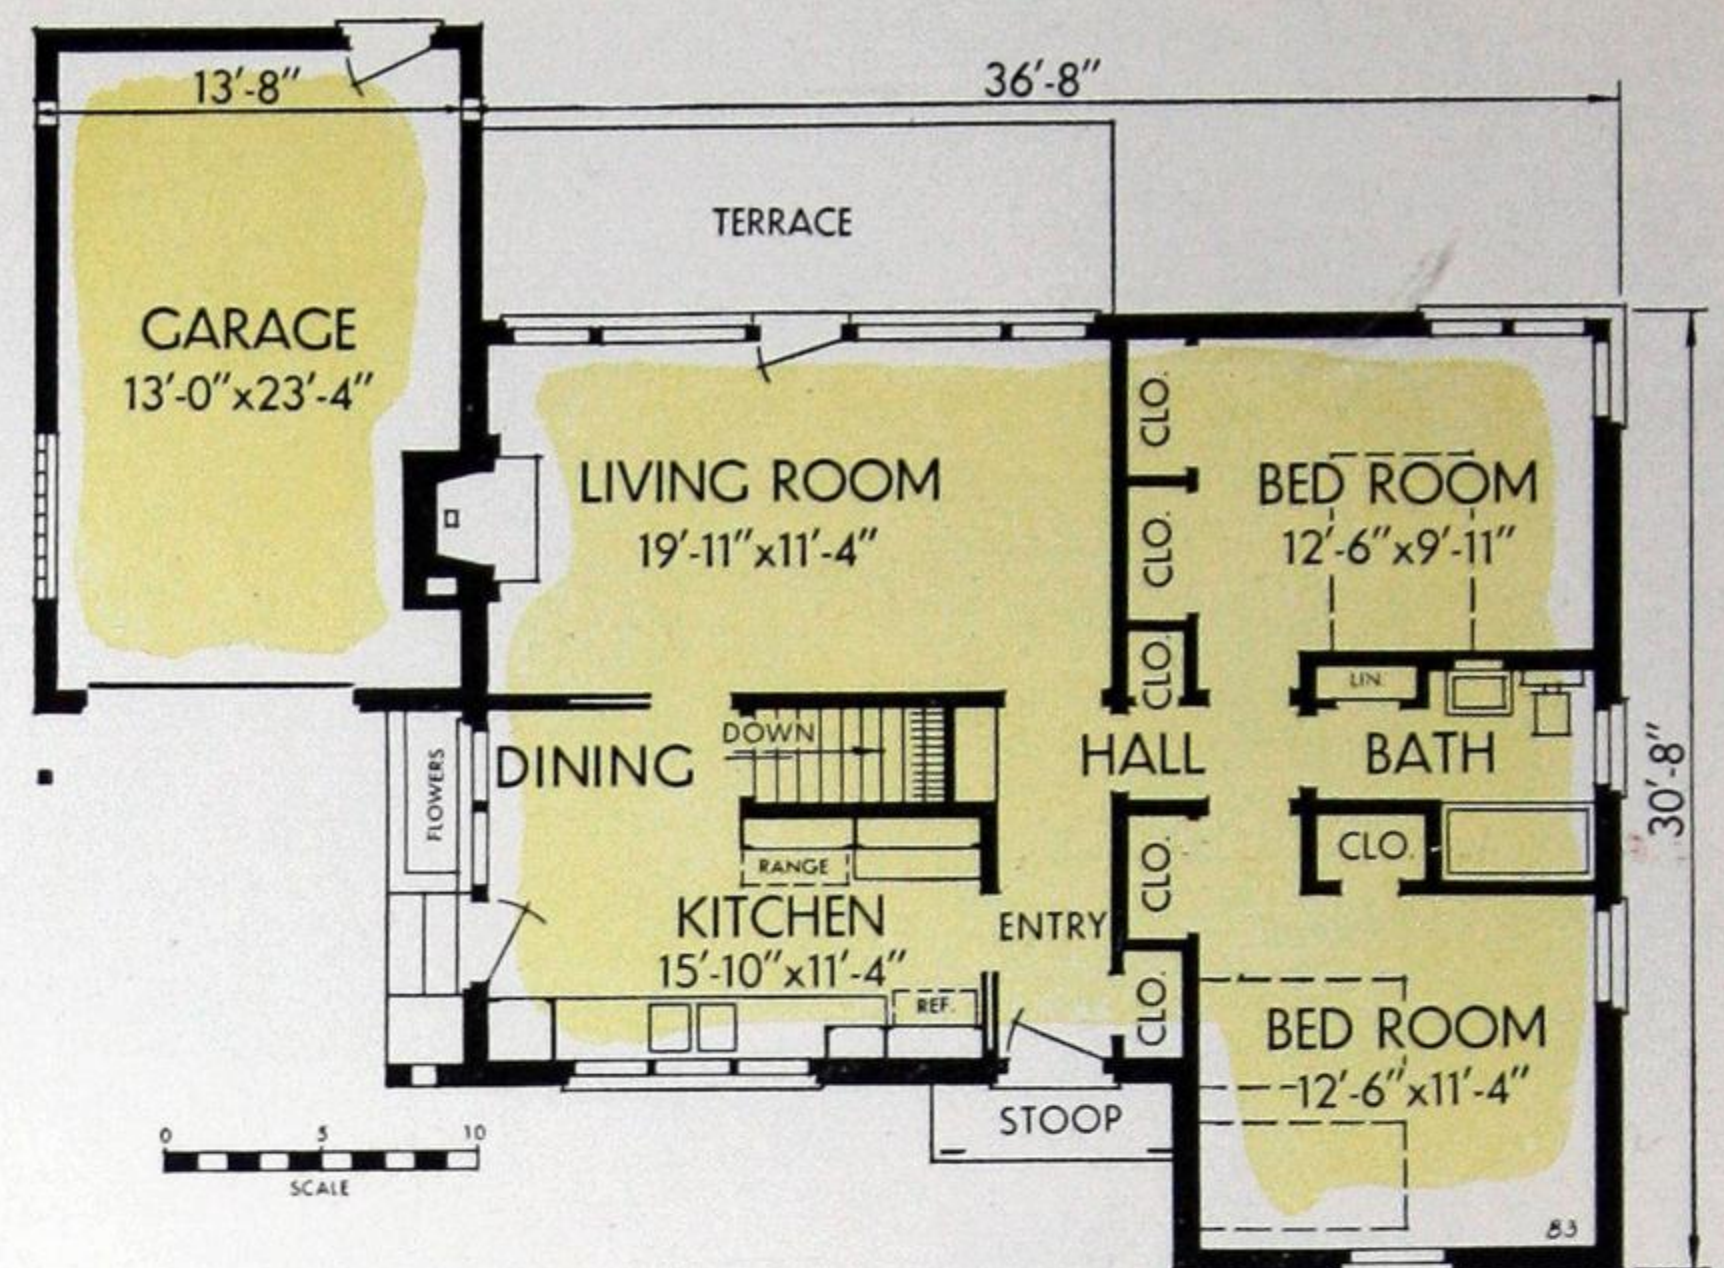 13'-8"
36'-8"
TERRACE
GARAGE
13'-0"x23'-4"
CLO.
LIVING ROOM
19'-11"x11'-4"
CLO.
BED ROOM
12'-6"x9'-11"
CLO.
LIN.
FLOWERS
DINING
DOWN
HALL
BATH
30'-8"
RANGE
CLO.
CLO.
KITCHEN
15'-10"x11'-4"
ENTRY
REF.
CLO.
BED ROOM
12'-6"x11'-4"
STOOP
0 5 10
SCALE
83